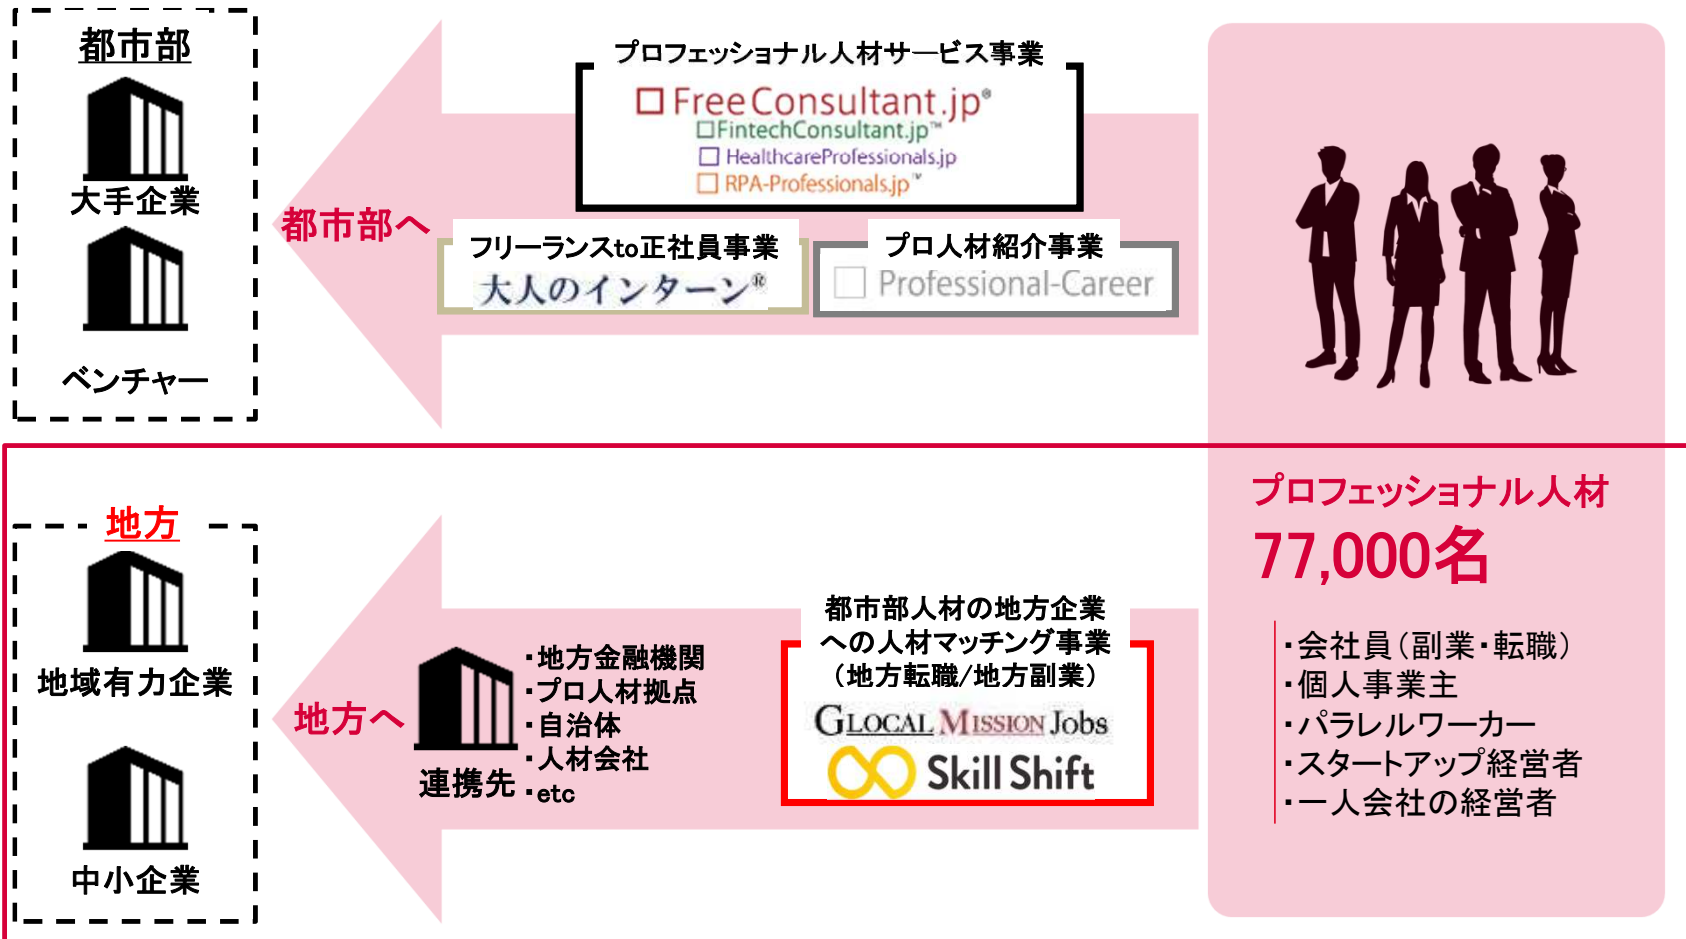 都市部
大手企業
ベンチャー
都市部へ
プロフェッショナル人材サービス事業
FreeConsultant.jp®
FintechConsultant.jp™
HealthcareProfessionals.jp
RPA-Professionals.jp™
フリーランスto正社員事業
大人のインターン®
プロ人材紹介事業
Professional-Career
地方
地域有力企業
中小企業
地方へ
連携先
・地方金融機関
・プロ人材拠点
・自治体
・人材会社
・etc
都市部人材の地方企業
への人材マッチング事業
（地方転職/地方副業）
GLOCAL MISSION Jobs
Skill Shift
プロフェッショナル人材
77,000名
・会社員（副業・転職）
・個人事業主
・パラレルワーカー
・スタートアップ経営者
・一人会社の経営者